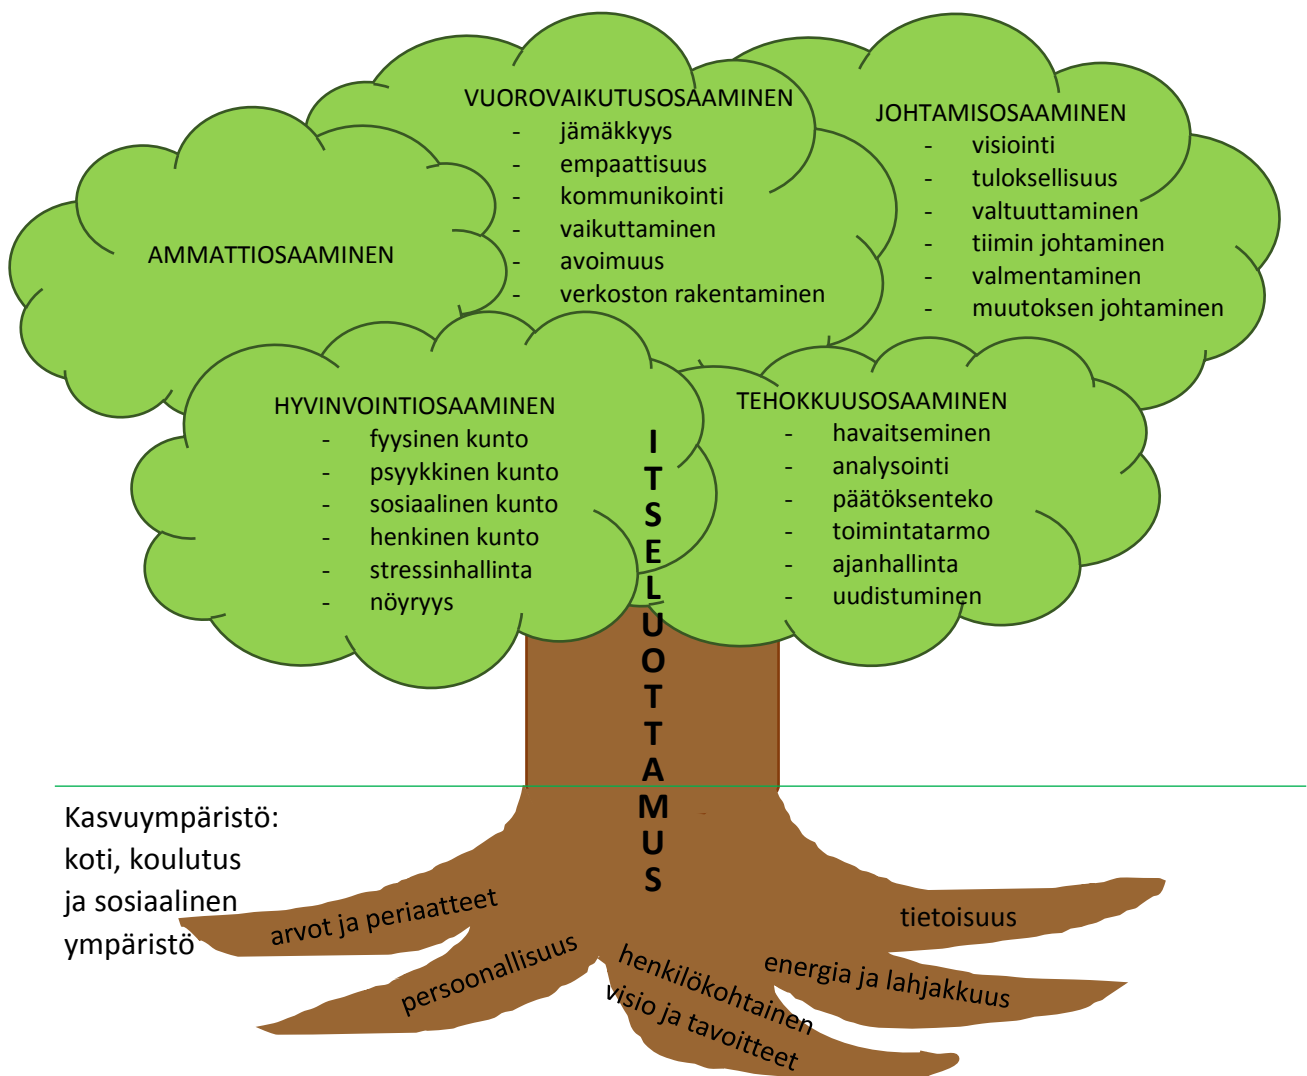 VUOROVAIKUTUSOSAAMINEN
- jämäkkyys
- empaattisuus
- kommunikointi
- vaikuttaminen
- avoimuus
- verkoston rakentaminen
JOHTAMISOSAAMINEN
- visiointi
- tuloksellisuus
- valtuuttaminen
- tiimin johtaminen
- valmentaminen
- muutoksen johtaminen
AMMATTIOSAAMINEN
HYVINVOINTIOSAAMINEN
- fyysinen kunto
- psyykkinen kunto
- sosiaalinen kunto
- henkinen kunto
- stressinhallinta
- nöyryys
TEHOKKUUSOSAAMINEN
- havaitseminen
- analysointi
- päätöksenteko
- toimintatarmo
- ajanhallinta
- uudistuminen
ITSELUOTTAMUS
Kasvuympäristö:
koti, koulutus
ja sosiaalinen
ympäristö
arvot ja periaatteet
persoonallisuus
henkilökohtainen
visio ja tavoitteet
energia ja lahjakkuus
tietoisuus